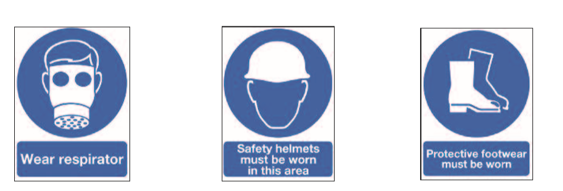 Wear respirator
Safety helmets
must be worn
in this area
Protective footwear
must be worn